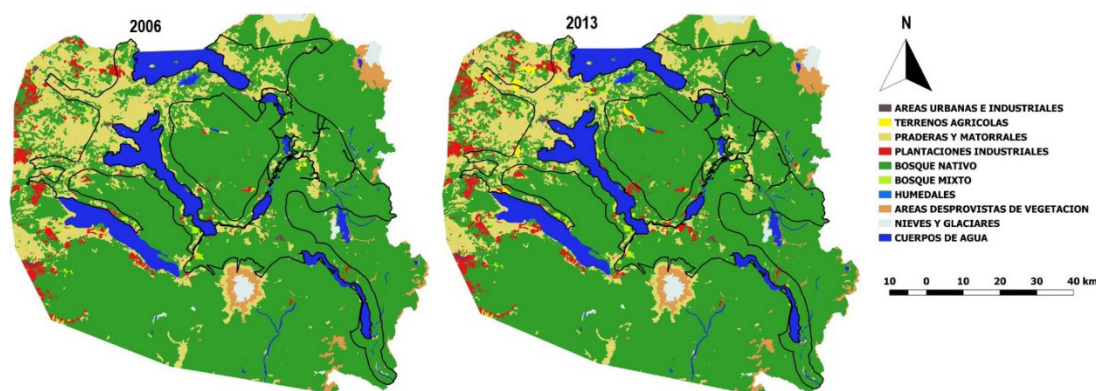 2006
2013
N
AREAS URBANAS E INDUSTRIALES
TERRENOS AGRICOLAS
PRADERAS Y MATORRALES
PLANTACIONES INDUSTRIALES
BOSQUE NATIVO
BOSQUE MIXTO
HUMEDALES
AREAS DESPROVISTAS DE VEGETACION
NIEVES Y GLACIARES
CUERPOS DE AGUA
10 0 10 20 30 40 km